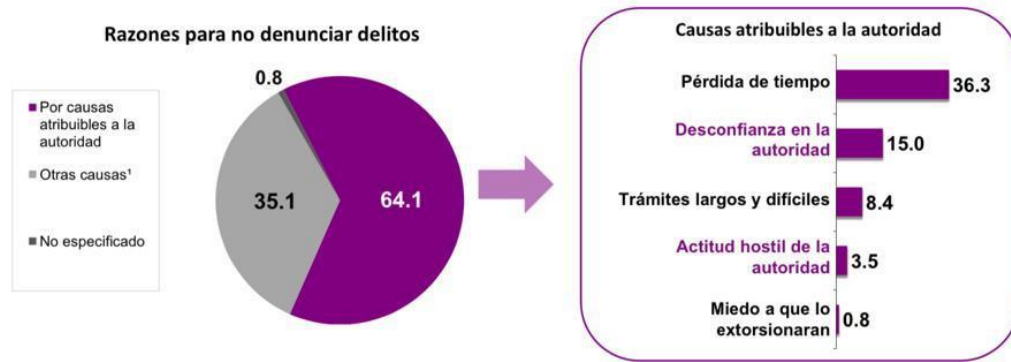 Razones para no denunciar delitos
0.8
Por causas
atribuibles a la
autoridad
Otras causas¹
No especificado
35.1
64.1
Causas atribuibles a la autoridad
Pérdida de tiempo
36.3
Desconfianza en la
autoridad
15.0
Trámites largos y difíciles
8.4
Actitud hostil de la
autoridad
3.5
Miedo a que lo
extorsionaran
0.8